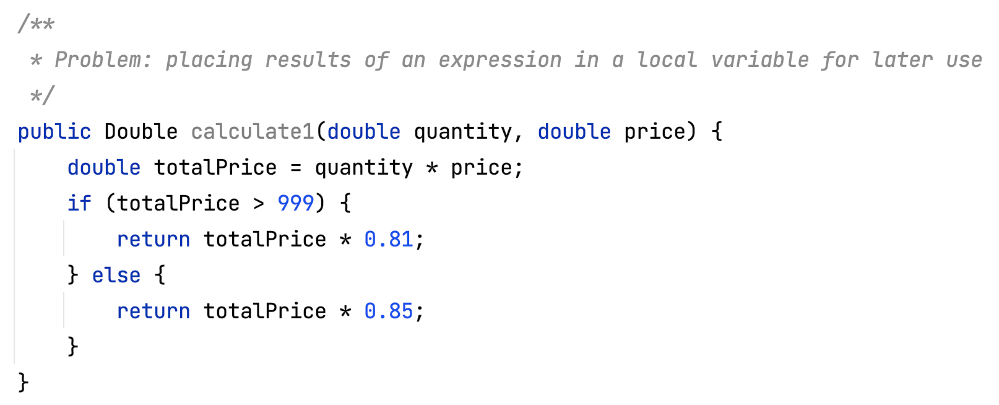 /**
 * Problem: placing results of an expression in a local variable for later use
 */
public Double calculate1(double quantity, double price) {
    double totalPrice = quantity * price;
    if (totalPrice > 999) {
        return totalPrice * 0.81;
    } else {
        return totalPrice * 0.85;
    }
}